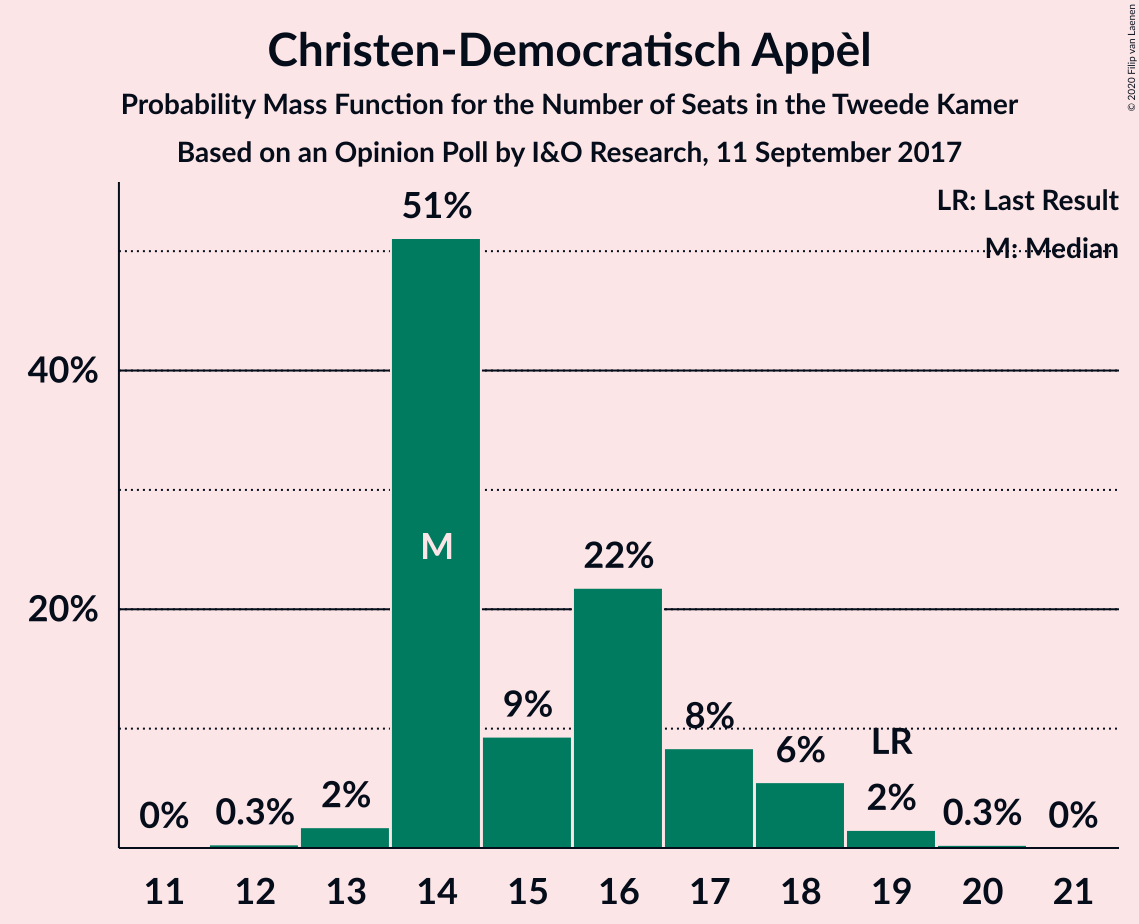 Christen-Democratisch Appèl
Probability Mass Function for the Number of Seats in the Tweede Kamer
Based on an Opinion Poll by I&O Research, 11 September 2017
© 2020 Filip van Laenen
LR: Last Result
M: Median
51%
40%
M
22%
20%
9%
8%
6%
LR
2%
2%
0%
0.3%
0.3%
0%
11 12 13 14 15 16 17 18 19 20 21